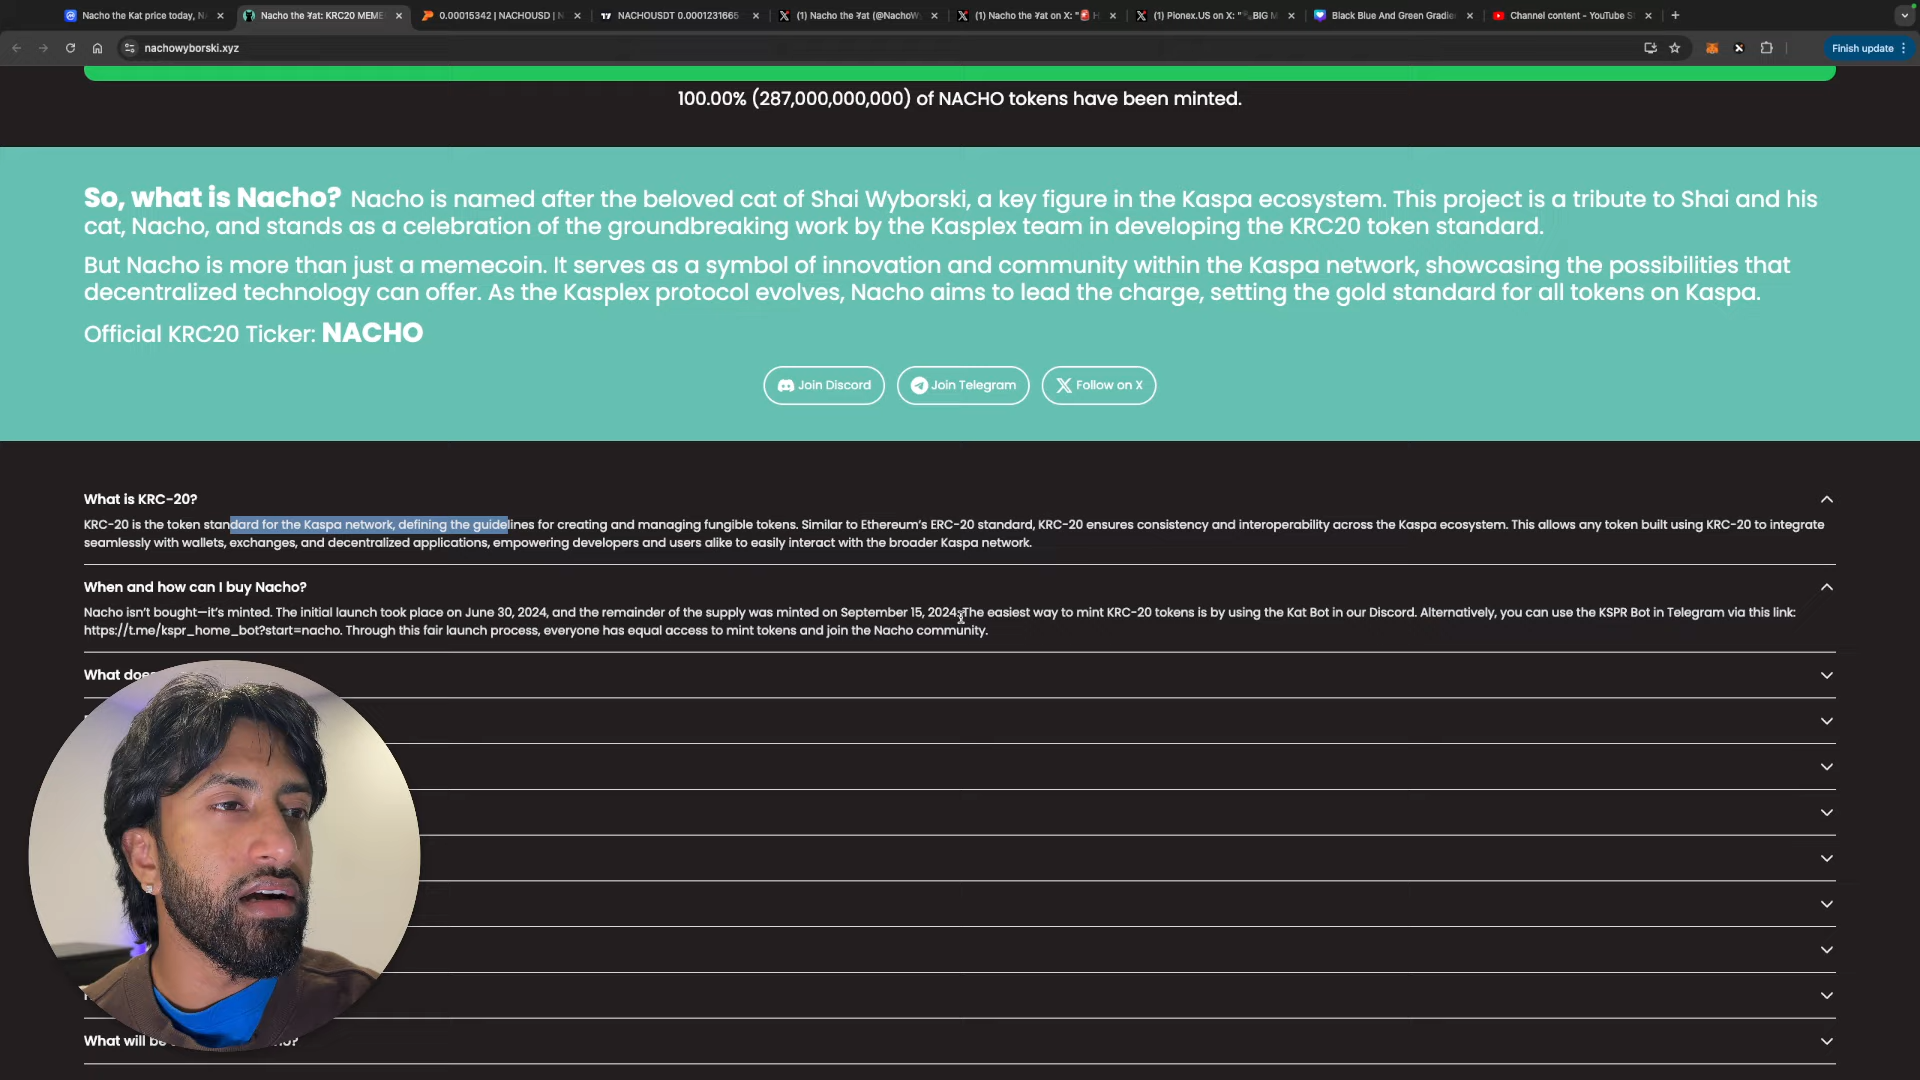 Nacho the Kat price today, N
Nacho the ꓘat: KRC20 MEME
0.00015342 | NACHOUSD | N
NACHOUSDT 0.0001231665
(1) Nacho the ꓘat (@NachoW
(1) Nacho the ꓘat on X: "🚨 H
(1) Pionex.US on X: "🐾BIG M
Black Blue And Green Gradie
Channel content - YouTube S
nachowyborski.xyz
Finish update
100.00% (287,000,000,000) of NACHO tokens have been minted.
So, what is Nacho? Nacho is named after the beloved cat of Shai Wyborski, a key figure in the Kaspa ecosystem. This project is a tribute to Shai and his
cat, Nacho, and stands as a celebration of the groundbreaking work by the Kasplex team in developing the KRC20 token standard.
But Nacho is more than just a memecoin. It serves as a symbol of innovation and community within the Kaspa network, showcasing the possibilities that
decentralized technology can offer. As the Kasplex protocol evolves, Nacho aims to lead the charge, setting the gold standard for all tokens on Kaspa.
Official KRC20 Ticker: NACHO
Join Discord
Join Telegram
Follow on X
What is KRC-20?
KRC-20 is the token standard for the Kaspa network, defining the guidelines for creating and managing fungible tokens. Similar to Ethereum's ERC-20 standard, KRC-20 ensures consistency and interoperability across the Kaspa ecosystem. This allows any token built using KRC-20 to integrate
seamlessly with wallets, exchanges, and decentralized applications, empowering developers and users alike to easily interact with the broader Kaspa network.
When and how can I buy Nacho?
Nacho isn't bought—it's minted. The initial launch took place on June 30, 2024, and the remainder of the supply was minted on September 15, 2024. The easiest way to mint KRC-20 tokens is by using the Kat Bot in our Discord. Alternatively, you can use the KSPR Bot in Telegram via this link:
https://t.me/kspr_home_bot?start=nacho. Through this fair launch process, everyone has equal access to mint tokens and join the Nacho community.
What doe
What will be